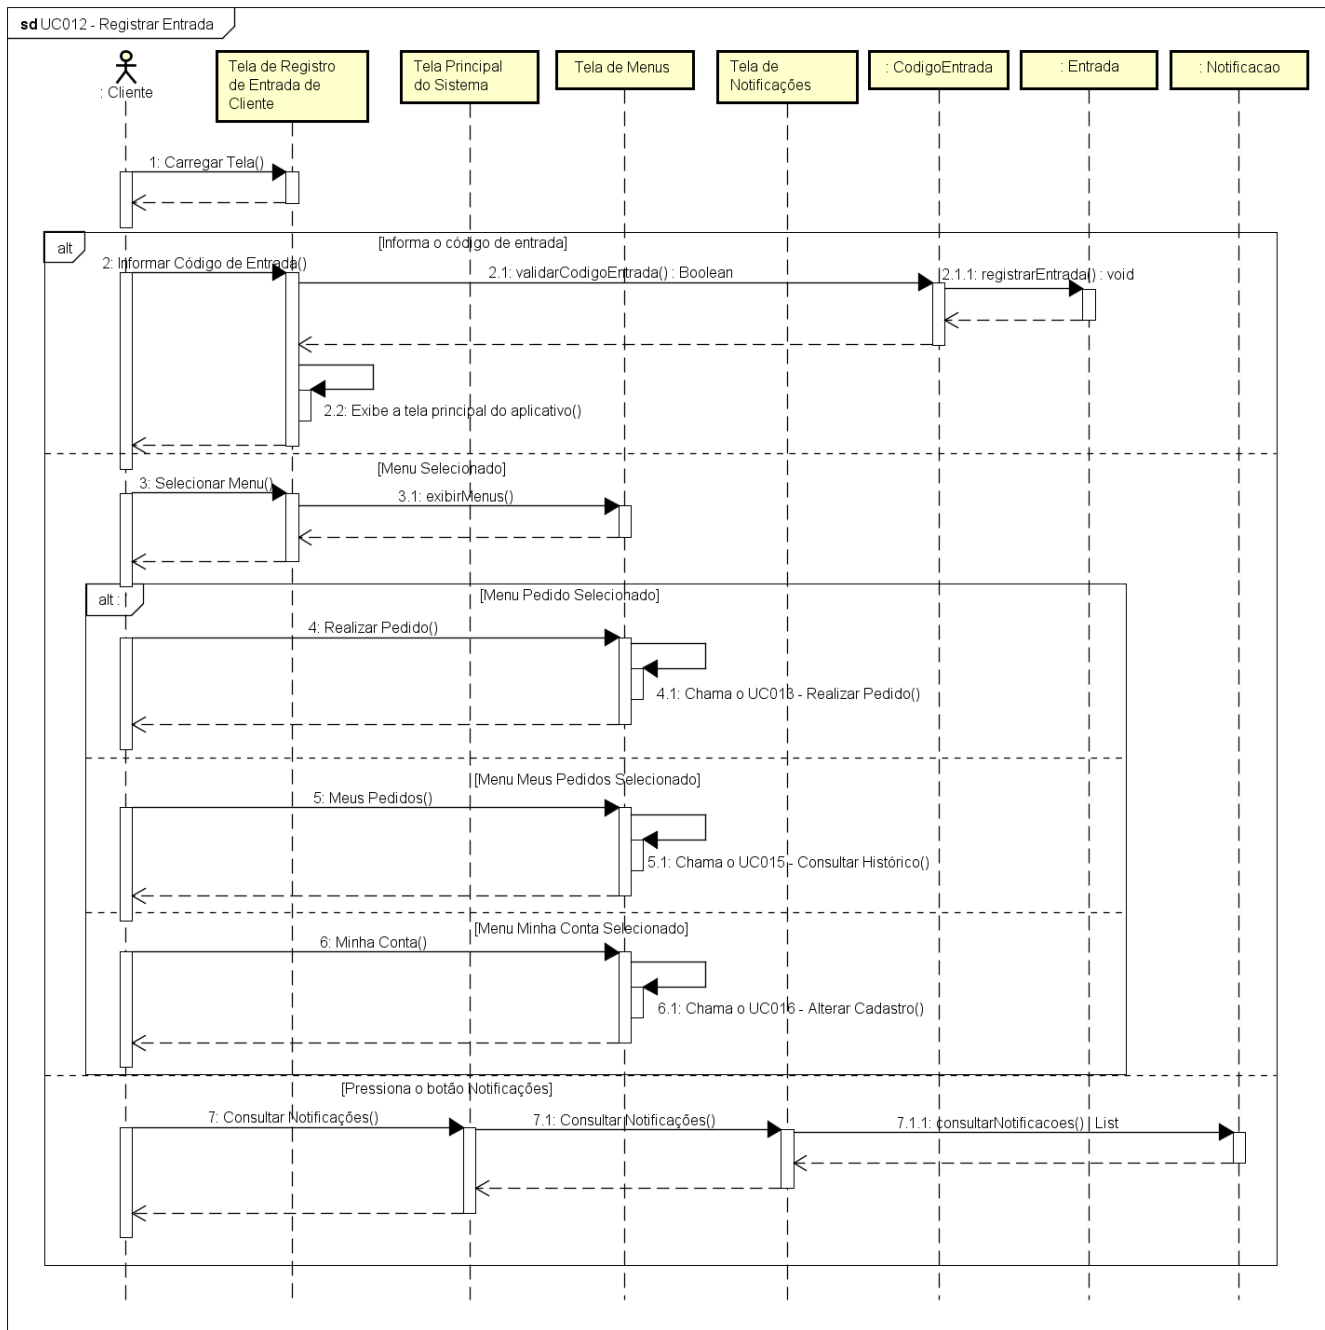 sd UC012 - Registrar Entrada
: Cliente
Tela de Registro
de Entrada de
Cliente
Tela Principal
do Sistema
Tela de Menus
Tela de
Notificações
: CodigoEntrada
: Entrada
: Notificacao
1: Carregar Tela()
alt
[Informa o código de entrada]
2: Informar Código de Entrada()
2.1: validarCodigoEntrada() : Boolean
2.1.1: registrarEntrada() : void
2.2: Exibe a tela principal do aplicativo()
[Menu Selecionado]
3: Selecionar Menu()
3.1: exibirMenus()
alt :
[Menu Pedido Selecionado]
4: Realizar Pedido()
4.1: Chama o UC013 - Realizar Pedido()
[Menu Meus Pedidos Selecionado]
5: Meus Pedidos()
5.1: Chama o UC015 - Consultar Histórico()
[Menu Minha Conta Selecionado]
6: Minha Conta()
6.1: Chama o UC016 - Alterar Cadastro()
[Pressiona o botão Notificações]
7: Consultar Notificações()
7.1: Consultar Notificações()
7.1.1: consultarNotificacoes() : List